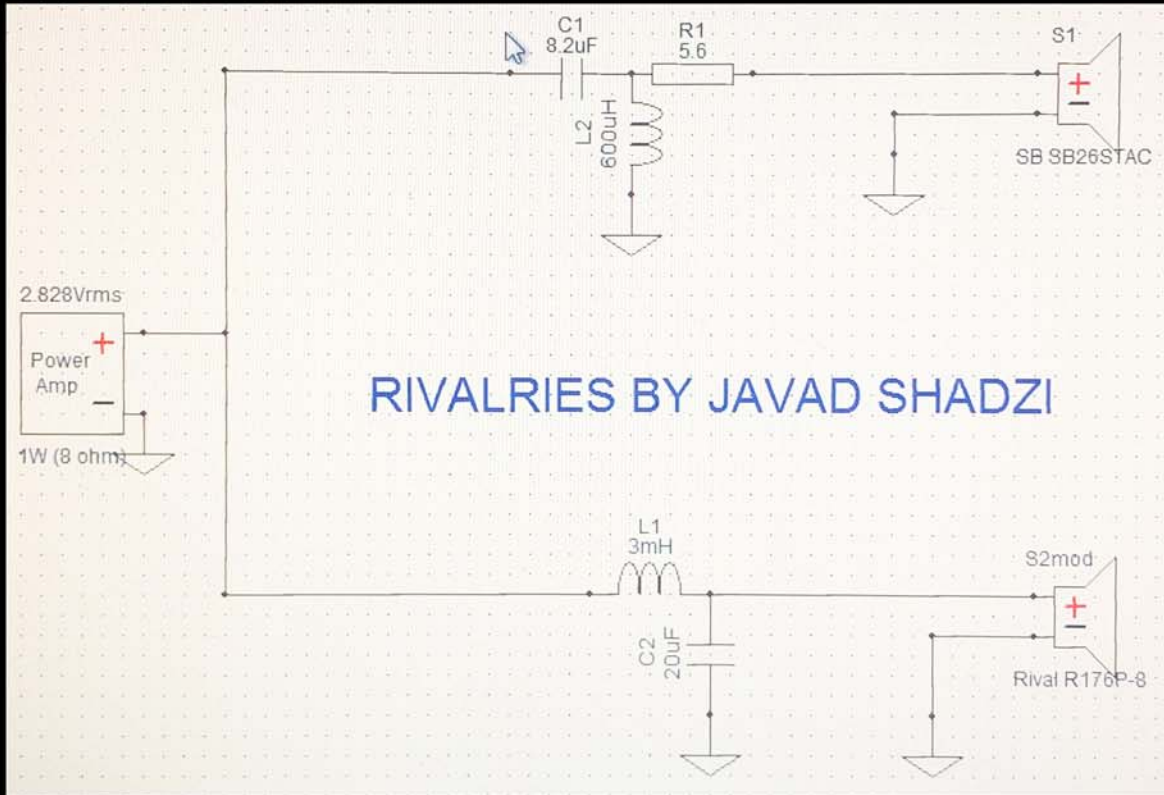 C1
8.2uF
R1
5.6
S1
+
−
SB SB26STAC
L2
600uH
2.828Vrms
Power
Amp
+
−
1W (8 ohm)
RIVALRIES BY JAVAD SHADZI
L1
3mH
S2mod
+
−
Rival R176P-8
C2
20uF